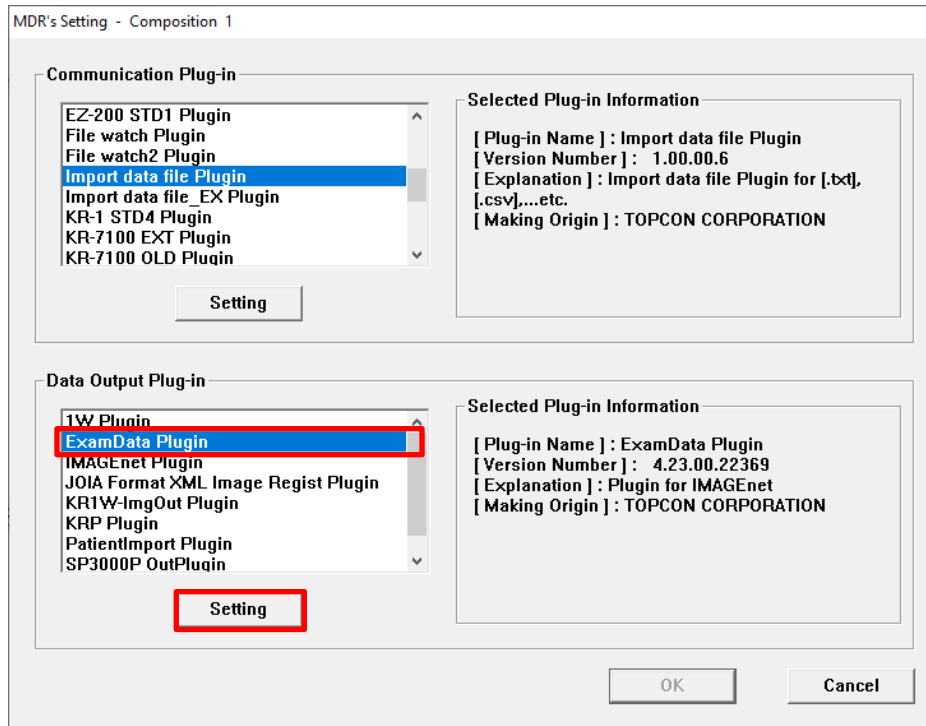 MDR's Setting - Composition 1
Communication Plug-in
EZ-200 STD1 Plugin
File watch Plugin
File watch2 Plugin
Import data file Plugin
Import data file_EX Plugin
KR-1 STD4 Plugin
KR-7100 EXT Plugin
KR-7100 OLD Plugin
Setting
Selected Plug-in Information
[ Plug-in Name ] : Import data file Plugin
[ Version Number ] : 1.00.00.6
[ Explanation ] : Import data file Plugin for [.txt],
[.csv],...etc.
[ Making Origin ] : TOPCON CORPORATION
Data Output Plug-in
1W Plugin
ExamData Plugin
IMAGEnet Plugin
JOIA Format XML Image Regist Plugin
KR1W-ImgOut Plugin
KRP Plugin
PatientImport Plugin
SP3000P OutPlugin
Setting
Selected Plug-in Information
[ Plug-in Name ] : ExamData Plugin
[ Version Number ] : 4.23.00.22369
[ Explanation ] : Plugin for IMAGEnet
[ Making Origin ] : TOPCON CORPORATION
OK
Cancel